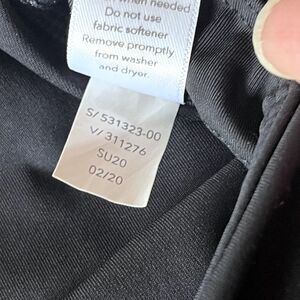 when needed
Do not use
fabric softener
Remove promptly
from washer
and dryer.
S/ 531323-00
V/ 311276
SU20
02/20